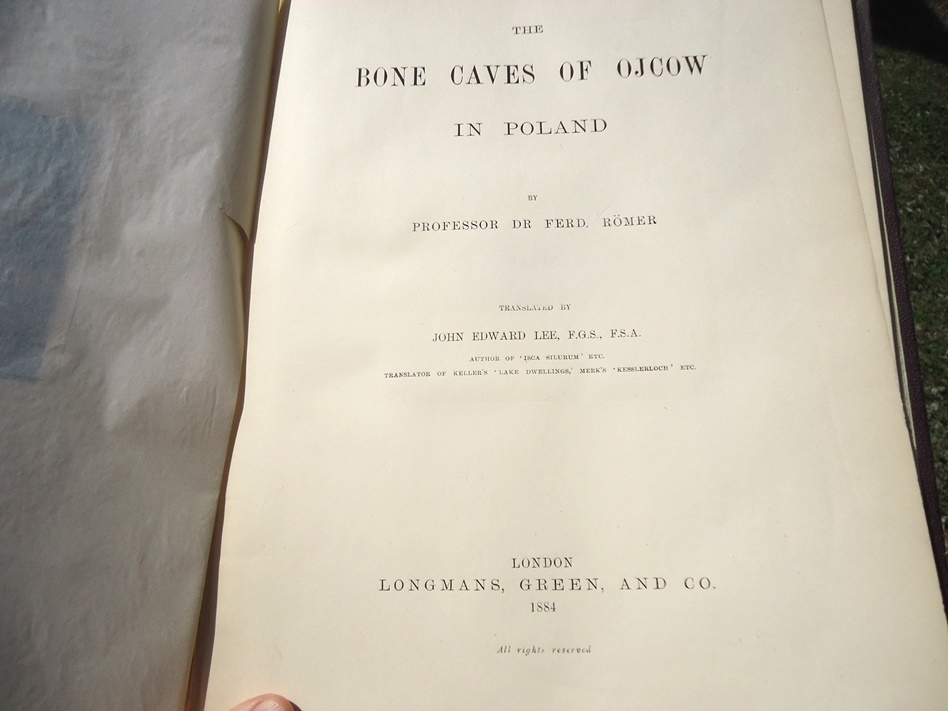 THE
BONE CAVES OF OJCOW
IN POLAND
BY
PROFESSOR DR FERD. RÖMER
TRANSLATED BY
JOHN EDWARD LEE, F.G.S., F.S.A.
AUTHOR OF 'ISCA SILURUM' ETC.
TRANSLATOR OF KELLER'S 'LAKE DWELLINGS,' MERK'S 'KESSLERLOCH' ETC.
LONDON
LONGMANS, GREEN, AND CO.
1884
All rights reserved